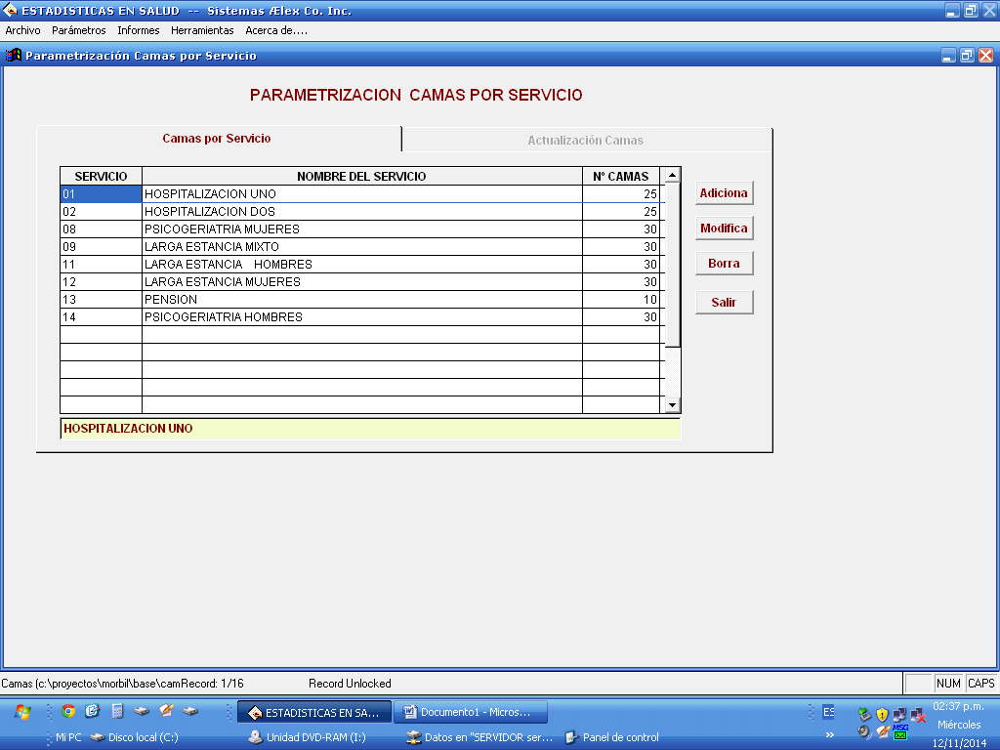 ESTADISTICAS EN SALUD -- Sistemas Ælex Co. Inc.
Archivo Parámetros Informes Herramientas Acerca de....
Parametrización Camas por Servicio
PARAMETRIZACION CAMAS POR SERVICIO
Camas por Servicio Actualización Camas
SERVICIO NOMBRE DEL SERVICIO Nº CAMAS
01 HOSPITALIZACION UNO 25
02 HOSPITALIZACION DOS 25
08 PSICOGERIATRIA MUJERES 30
09 LARGA ESTANCIA MIXTO 30
11 LARGA ESTANCIA HOMBRES 30
12 LARGA ESTANCIA MUJERES 30
13 PENSION 10
14 PSICOGERIATRIA HOMBRES 30
HOSPITALIZACION UNO
Adiciona
Modifica
Borra
Salir
Camas (c:\proyectos\morbil\base\camRecord: 1/16 Record Unlocked NUM CAPS
ESTADISTICAS EN SA... Documento1 - Micros... ES 02:37 p.m.
Miércoles
Mi PC Disco local (C:) Unidad DVD-RAM (I:) Datos en "SERVIDOR ser... Panel de control » MSG
12/11/2014